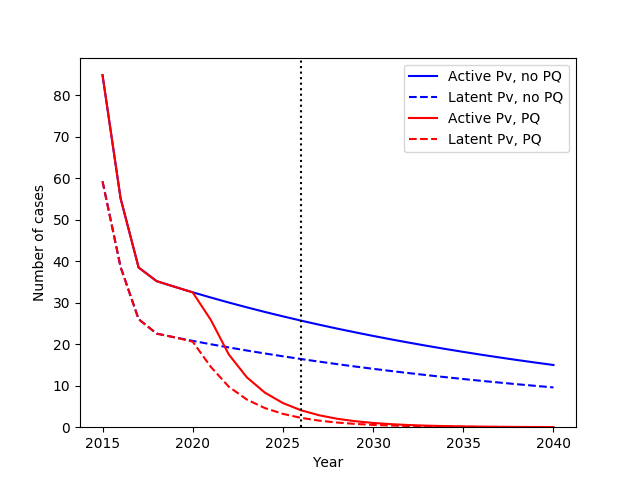 Active Pv, no PQ
Latent Pv, no PQ
Active Pv, PQ
Latent Pv, PQ
Number of cases
80
70
60
50
40
30
20
10
0
2015 2020 2025 2030 2035 2040
Year